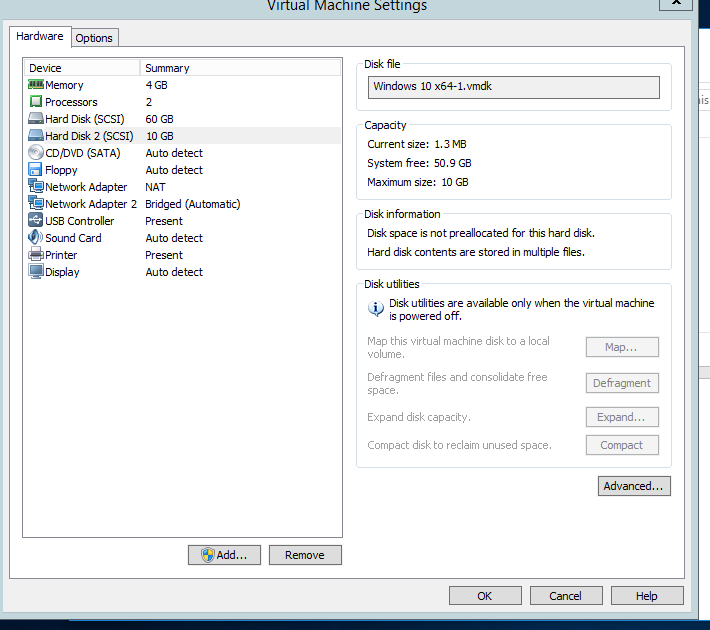 Virtual Machine Settings
Hardware
Options
Device Summary
Memory 4 GB
Processors 2
Hard Disk (SCSI) 60 GB
Hard Disk 2 (SCSI) 10 GB
CD/DVD (SATA) Auto detect
Floppy Auto detect
Network Adapter NAT
Network Adapter 2 Bridged (Automatic)
USB Controller Present
Sound Card Auto detect
Printer Present
Display Auto detect
Add...
Remove
Disk file
Windows 10 x64-1.vmdk
Capacity
Current size: 1.3 MB
System free: 50.9 GB
Maximum size: 10 GB
Disk information
Disk space is not preallocated for this hard disk.
Hard disk contents are stored in multiple files.
Disk utilities
Disk utilities are available only when the virtual machine
is powered off.
Map this virtual machine disk to a local
volume.
Map...
Defragment files and consolidate free
space.
Defragment
Expand disk capacity.
Expand...
Compact disk to reclaim unused space.
Compact
Advanced...
OK
Cancel
Help